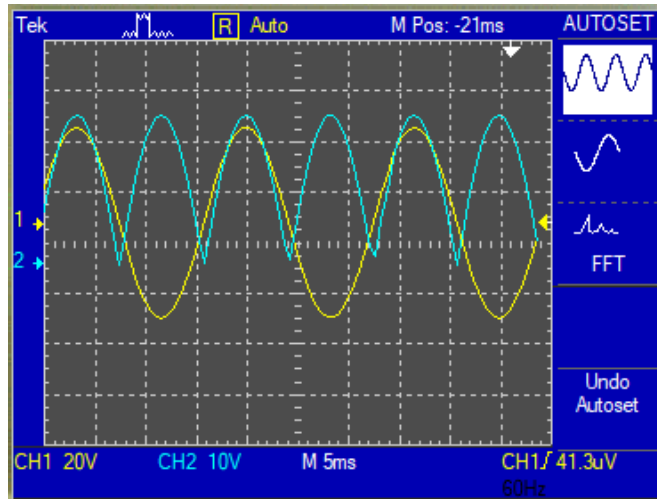 Tek R Auto M Pos: -21ms AUTOSET
1
2
FFT
Undo
Autoset
CH1 20V CH2 10V M 5ms CH1 41.3uV
60Hz